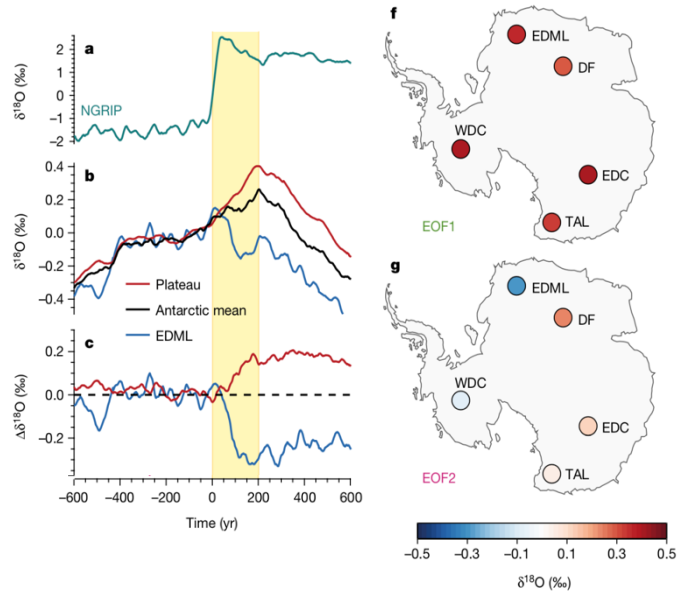 a
δ18O (‰)
2
1
0
−1
−2
NGRIP
b
δ18O (‰)
0.4
0.2
0.0
−0.2
−0.4
Plateau
Antarctic mean
EDML
c
Δδ18O (‰)
0.2
0.0
−0.2
−600 −400 −200 0 200 400 600
Time (yr)
f
EDML
DF
WDC
EDC
TAL
EOF1
g
EDML
DF
WDC
EDC
TAL
EOF2
−0.5 −0.3 −0.1 0.1 0.3 0.5
δ18O (‰)